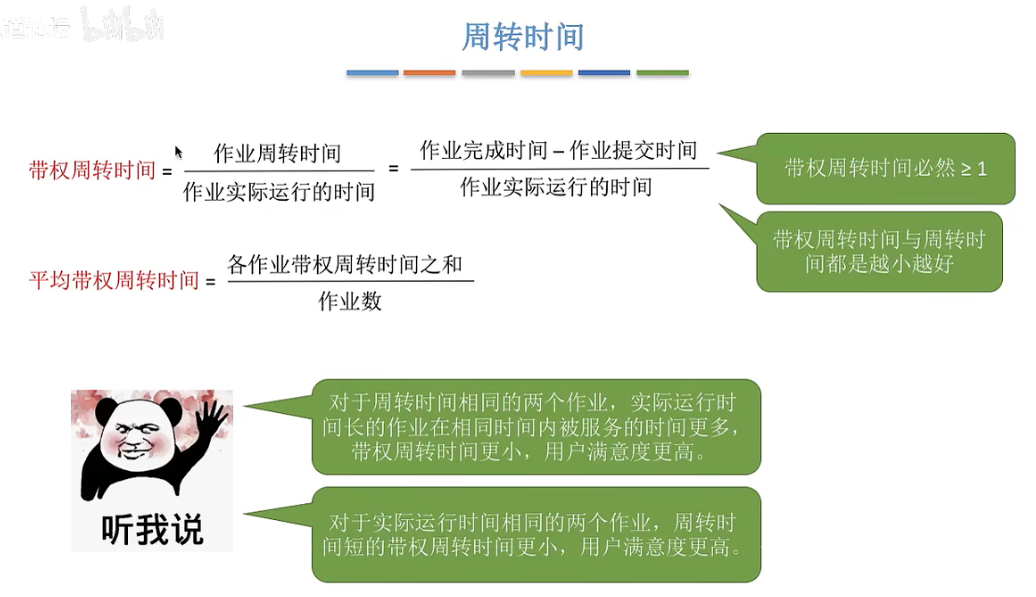 bilibili
周转时间
带权周转时间 = 作业周转时间 / 作业实际运行的时间 = 作业完成时间 – 作业提交时间 / 作业实际运行的时间
带权周转时间必然 ≥ 1
带权周转时间与周转时
间都是越小越好
平均带权周转时间 = 各作业带权周转时间之和 / 作业数
对于周转时间相同的两个作业，实际运行时
间长的作业在相同时间内被服务的时间更多，
带权周转时间更小，用户满意度更高。
听我说
对于实际运行时间相同的两个作业，周转时
间短的带权周转时间更小，用户满意度更高。